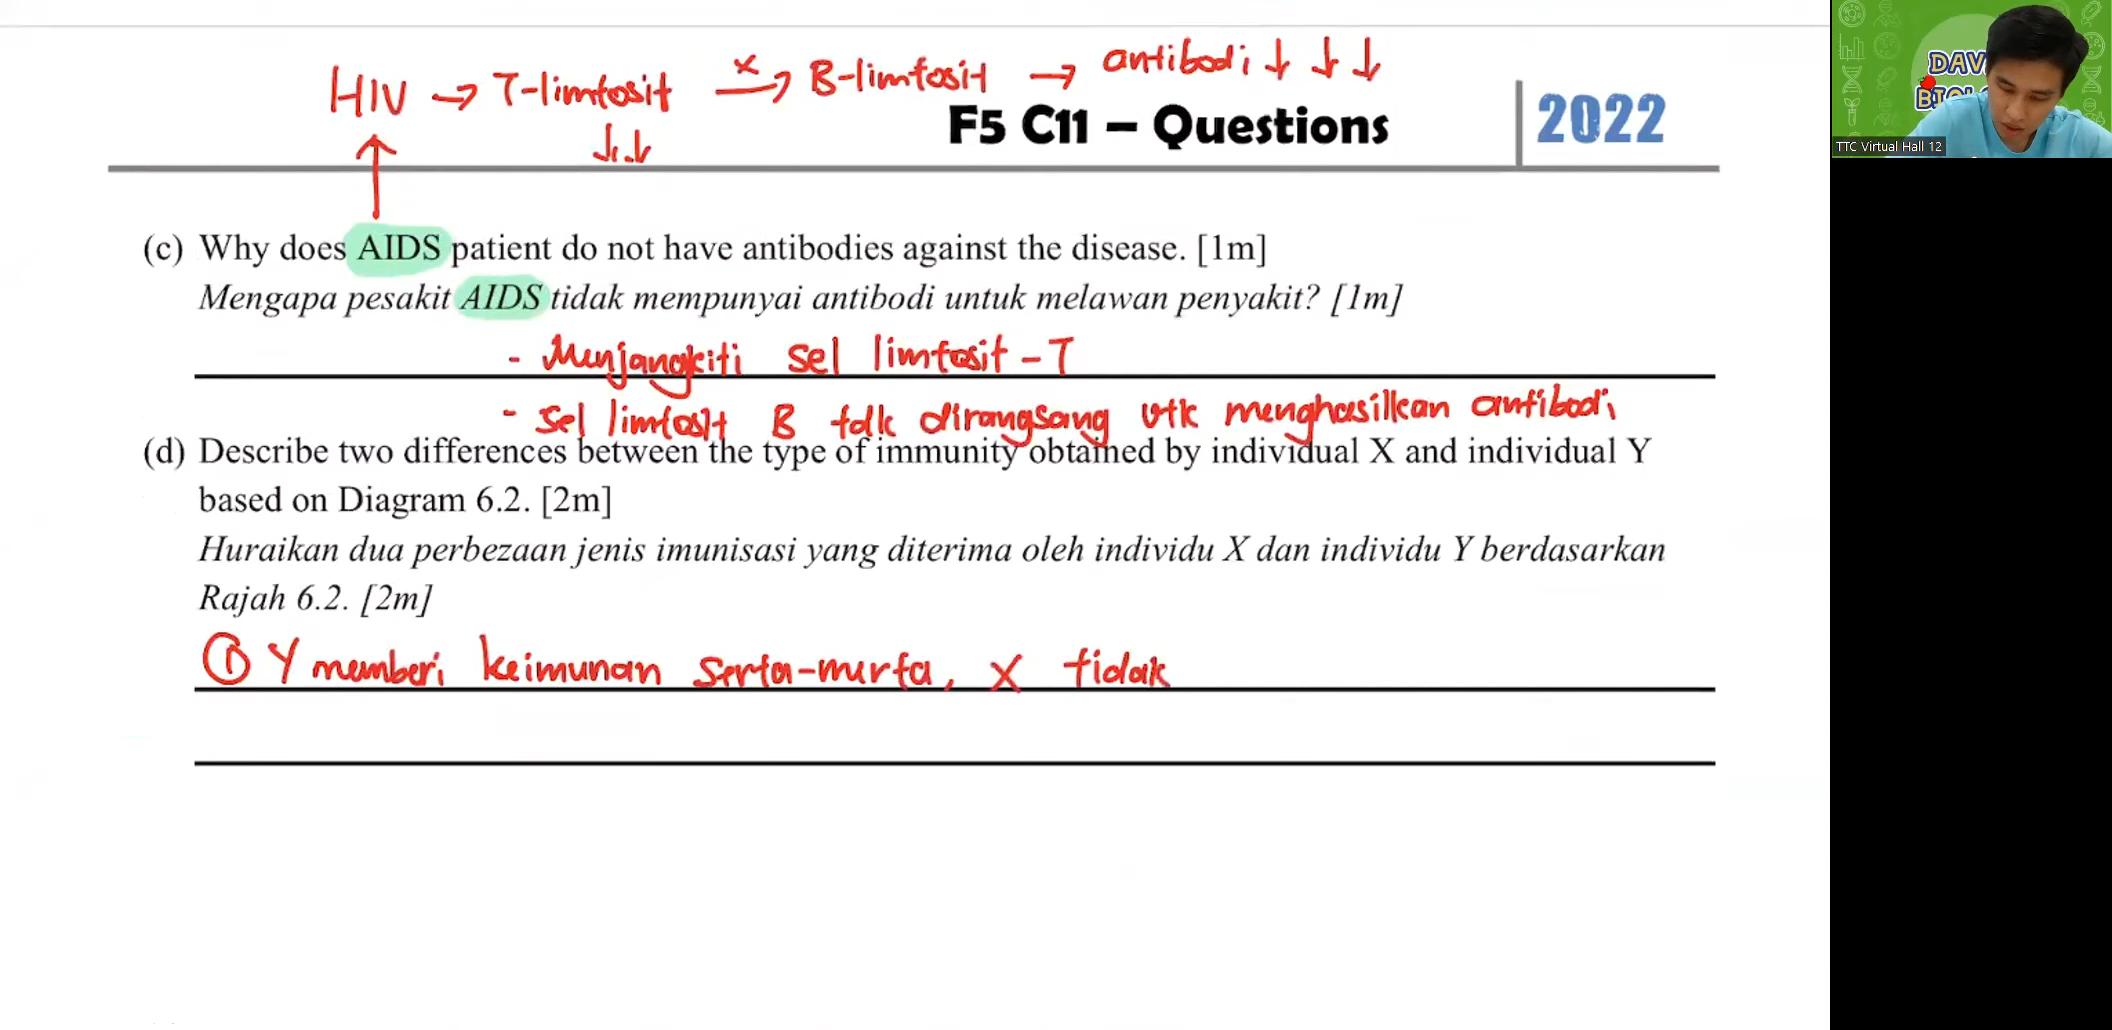 HIV → T-limfosit x→ B-limfosit → antibodi ↓ ↓ ↓
↓↓
F5 C11 – Questions
2022
(c) Why does AIDS patient do not have antibodies against the disease. [1m]
Mengapa pesakit AIDS tidak mempunyai antibodi untuk melawan penyakit? [1m]
- Menjangkiti sel limfosit - T
- Sel limfosit B tdk dirangsang utk menghasilkan antibodi
(d) Describe two differences between the type of immunity obtained by individual X and individual Y
based on Diagram 6.2. [2m]
Huraikan dua perbezaan jenis imunisasi yang diterima oleh individu X dan individu Y berdasarkan
Rajah 6.2. [2m]
① Y memberi keimunan serta-merta, X tidak
TTC Virtual Hall 12